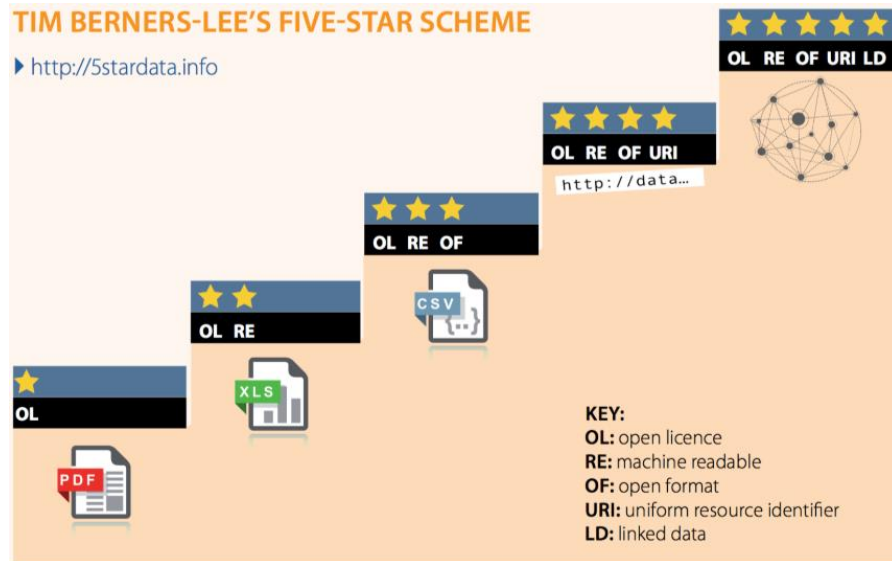 TIM BERNERS-LEE'S FIVE-STAR SCHEME
http://5stardata.info
OL RE OF URI LD
OL RE OF URI
http://data…
OL RE OF
CSV
{..}
OL RE
XLS
OL
PDF
KEY:
OL: open licence
RE: machine readable
OF: open format
URI: uniform resource identifier
LD: linked data